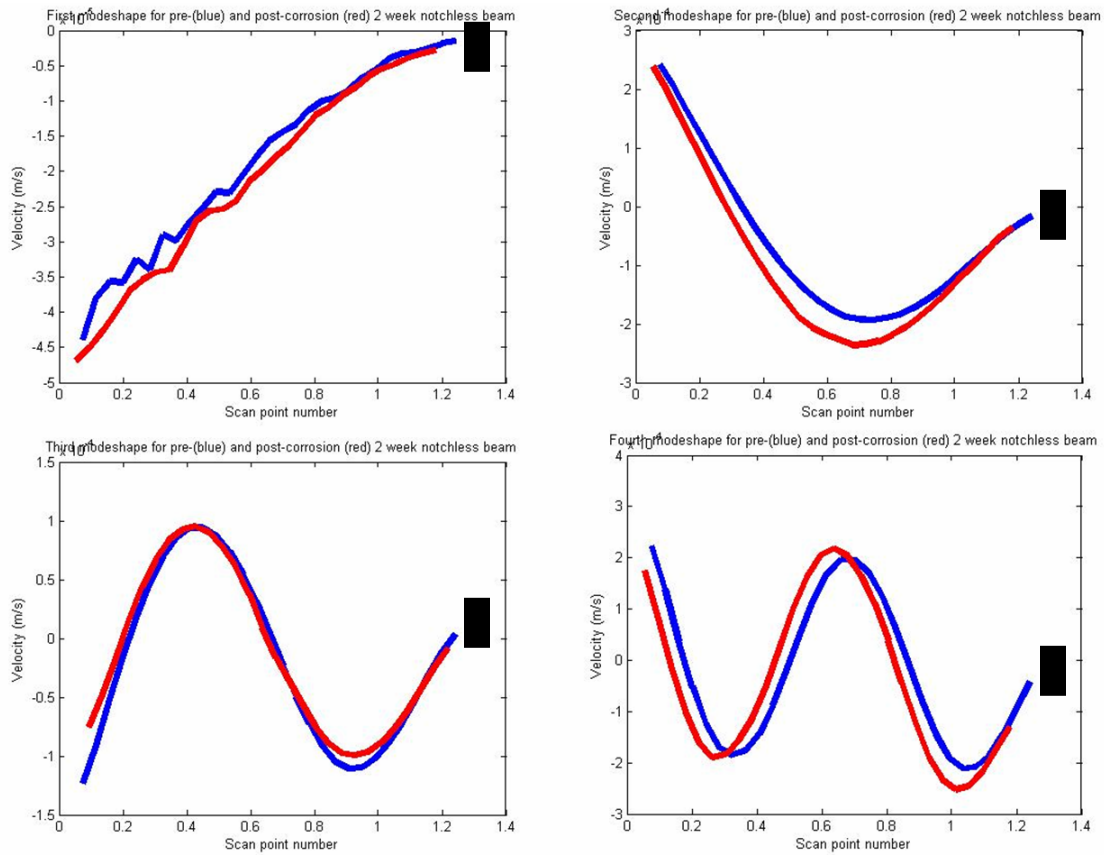 First modeshape for pre-(blue) and post-corrosion (red) 2 week notchless beam
x 10-5
0
-0.5
-1
-1.5
-2
-2.5
-3
-3.5
-4
-4.5
-5
Velocity (m/s)
0 0.2 0.4 0.6 0.8 1 1.2 1.4
Scan point number
Second modeshape for pre-(blue) and post-corrosion (red) 2 week notchless beam
x 10-4
3
2
1
0
-1
-2
-3
Velocity (m/s)
0 0.2 0.4 0.6 0.8 1 1.2 1.4
Scan point number
Third modeshape for pre-(blue) and post-corrosion (red) 2 week notchless beam
x 10-4
1.5
1
0.5
0
-0.5
-1
-1.5
Velocity (m/s)
0 0.2 0.4 0.6 0.8 1 1.2 1.4
Scan point number
Fourth modeshape for pre-(blue) and post-corrosion (red) 2 week notchless beam
x 10-4
4
3
2
1
0
-1
-2
-3
Velocity (m/s)
0 0.2 0.4 0.6 0.8 1 1.2 1.4
Scan point number